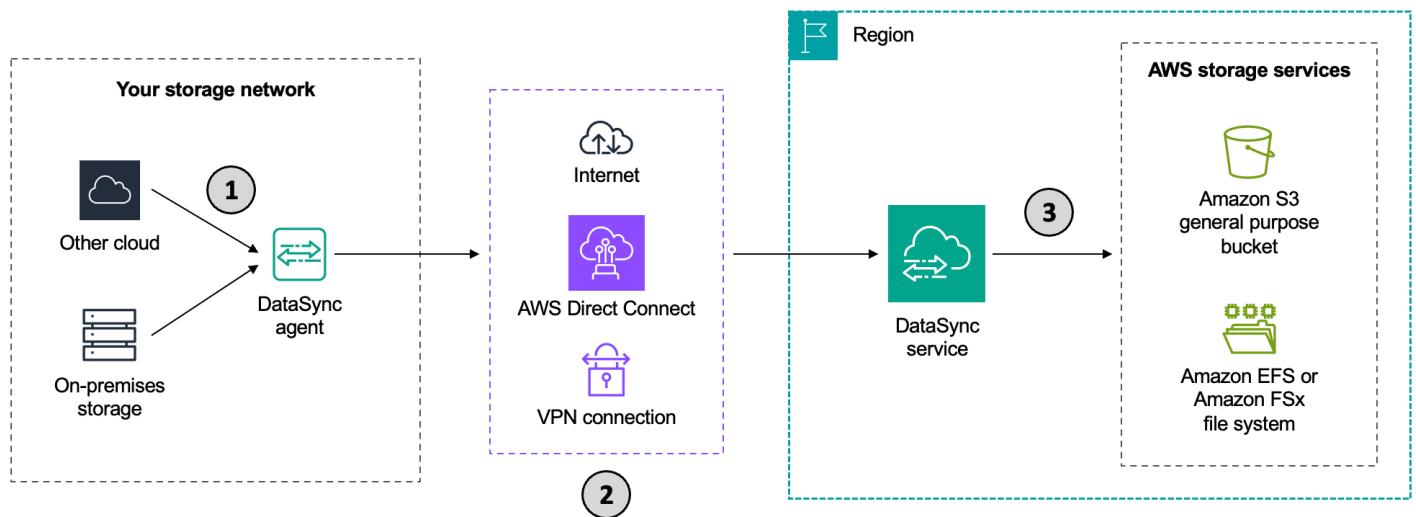 Your storage network
Other cloud
On-premises
storage
1
DataSync
agent
Internet
AWS Direct Connect
VPN connection
2
Region
DataSync
service
3
AWS storage services
Amazon S3
general purpose
bucket
Amazon EFS or
Amazon FSx
file system